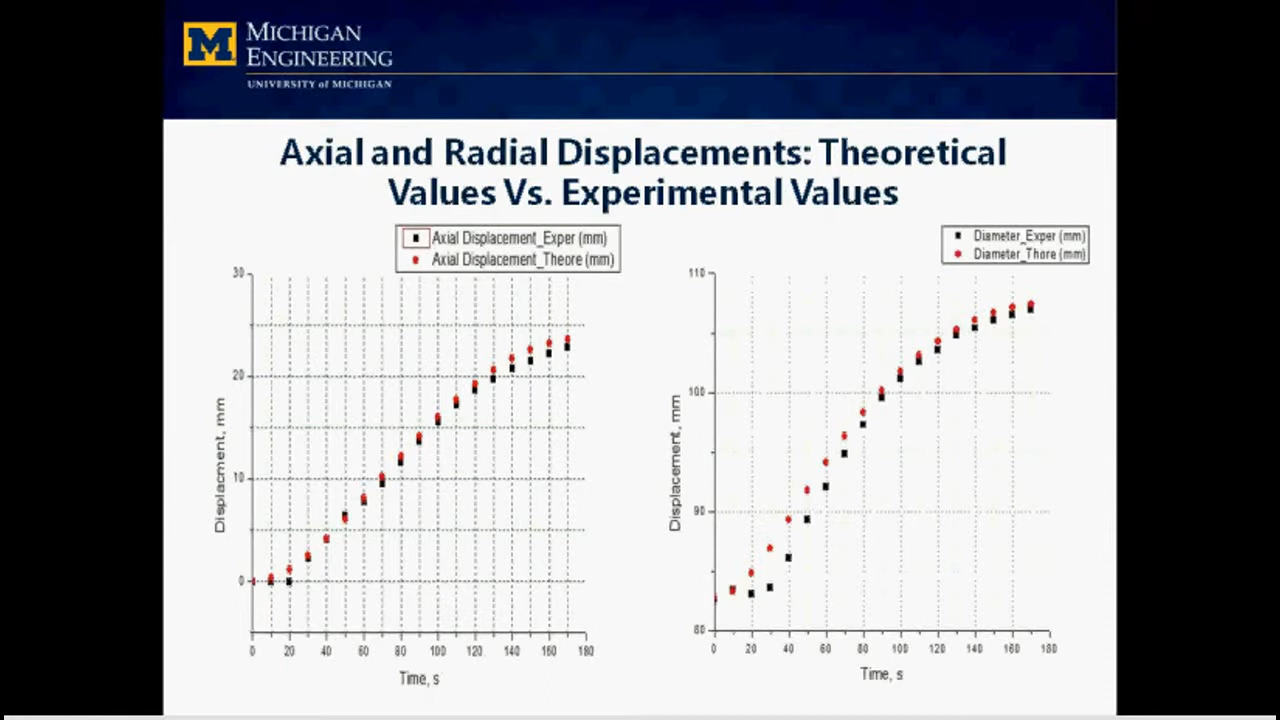 MICHIGAN
ENGINEERING
UNIVERSITY of MICHIGAN
Axial and Radial Displacements: Theoretical
Values Vs. Experimental Values
Axial Displacement_Exper (mm)
Axial Displacement_Theore (mm)
30
20
10
0
Displacment, mm
0 20 40 60 80 100 120 140 160 180
Time, s
Diameter_Exper (mm)
Diameter_Thore (mm)
110
100
90
80
Displacement, mm
0 20 40 60 80 100 120 140 160 180
Time, s